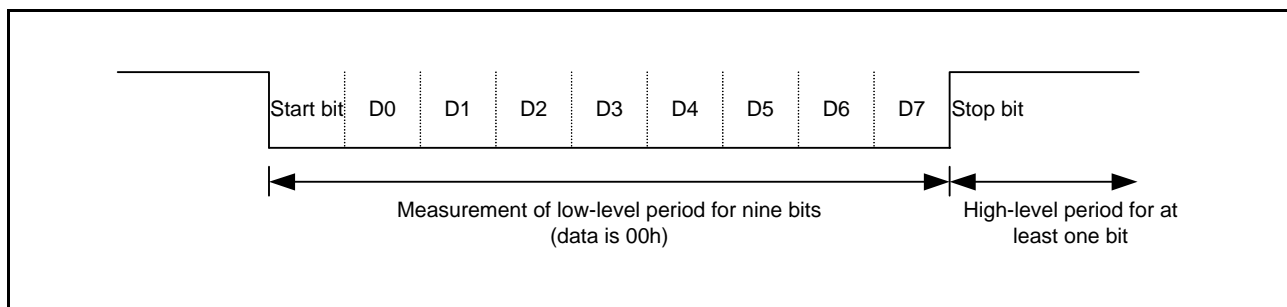 Start bit D0 D1 D2 D3 D4 D5 D6 D7 Stop bit
Measurement of low-level period for nine bits
(data is 00h)
High-level period for at
least one bit